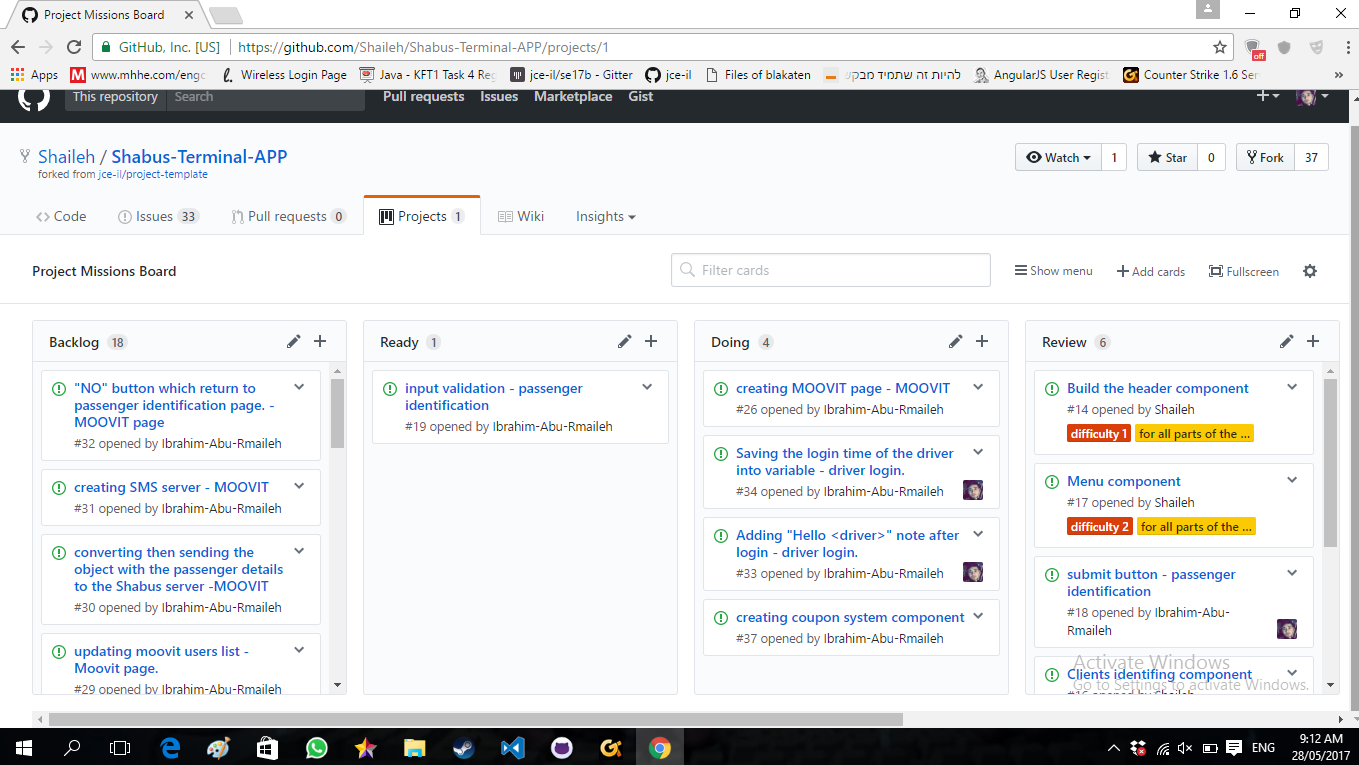 Project Missions Board
GitHub, Inc. [US] https://github.com/Shaileh/Shabus-Terminal-APP/projects/1
Apps www.mhhe.com/engc Wireless Login Page Java - KFT1 Task 4 Reg jce-il/se17b - Gitter jce-il Files of blakaten להיות זה שתמיד מבקש AngularJS User Regist Counter Strike 1.6 Ser »
This repository Search Pull requests Issues Marketplace Gist
Shaileh / Shabus-Terminal-APP
forked from jce-il/project-template
Watch 1 Star 0 Fork 37
Code Issues 33 Pull requests 0 Projects 1 Wiki Insights
Project Missions Board
Filter cards
Show menu Add cards Fullscreen
Backlog 18
"NO" button which return to
passenger identification page. -
MOOVIT page
#32 opened by Ibrahim-Abu-Rmaileh
creating SMS server - MOOVIT
#31 opened by Ibrahim-Abu-Rmaileh
converting then sending the
object with the passenger details
to the Shabus server -MOOVIT
#30 opened by Ibrahim-Abu-Rmaileh
updating moovit users list -
Moovit page.
#29 opened by Ibrahim-Abu-Rmaileh
Ready 1
input validation - passenger
identification
#19 opened by Ibrahim-Abu-Rmaileh
Doing 4
creating MOOVIT page - MOOVIT
#26 opened by Ibrahim-Abu-Rmaileh
Saving the login time of the driver
into variable - driver login.
#34 opened by Ibrahim-Abu-Rmaileh
Adding "Hello <driver>" note after
login - driver login.
#33 opened by Ibrahim-Abu-Rmaileh
creating coupon system component
#37 opened by Ibrahim-Abu-Rmaileh
Review 6
Build the header component
#14 opened by Shaileh
difficulty 1 for all parts of the ...
Menu component
#17 opened by Shaileh
difficulty 2 for all parts of the ...
submit button - passenger
identification
#18 opened by Ibrahim-Abu-
Rmaileh
Clients identifing component
#16 opened by Shaileh
Activate Windows
Go to Settings to activate Windows.
off
ENG
9:12 AM
28/05/2017